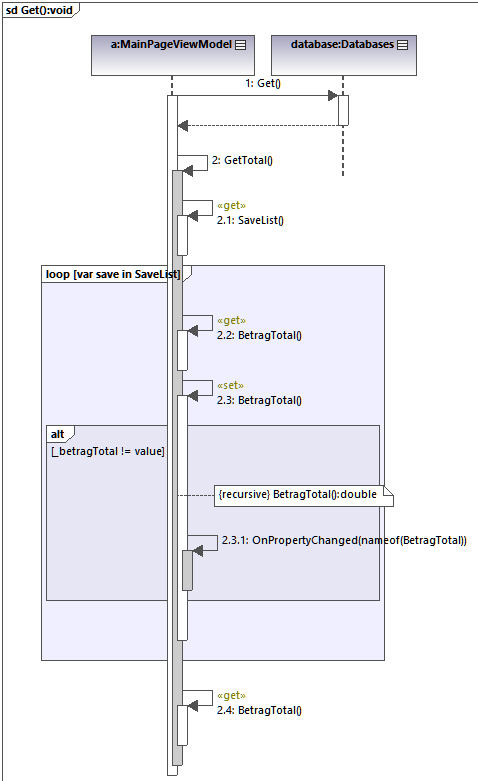 sd Get():void
a:MainPageViewModel
database:Databases
1: Get()
2: GetTotal()
«get»
2.1: SaveList()
loop [var save in SaveList]
«get»
2.2: BetragTotal()
«set»
2.3: BetragTotal()
alt
[_betragTotal != value]
{recursive} BetragTotal():double
2.3.1: OnPropertyChanged(nameof(BetragTotal))
«get»
2.4: BetragTotal()